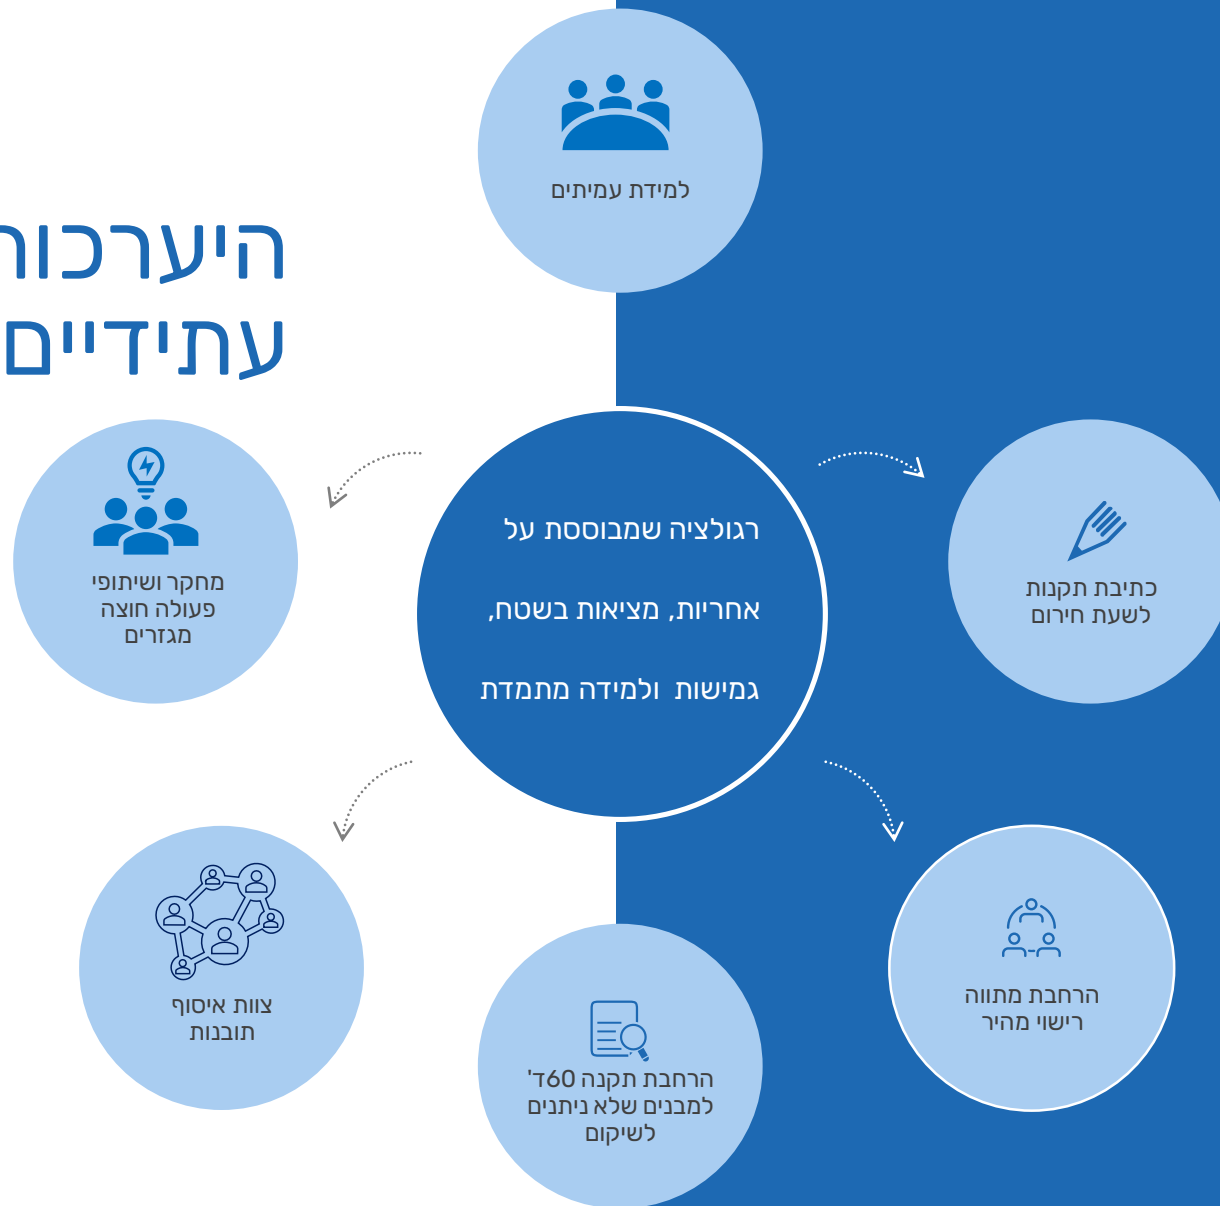 היערכות
עתידיים
למידת עמיתים
כתיבת תקנות
לשעת חירום
רגולציה שמבוססת על
אחריות, מציאות בשטח,
גמישות ולמידה מתמדת
מחקר ושיתופי
פעולה חוצה
מגזרים
הרחבת מתווה
רישוי מהיר
הרחבת תקנה 60ד'
למבנים שלא ניתנים
לשיקום
צוות איסוף
תובנות